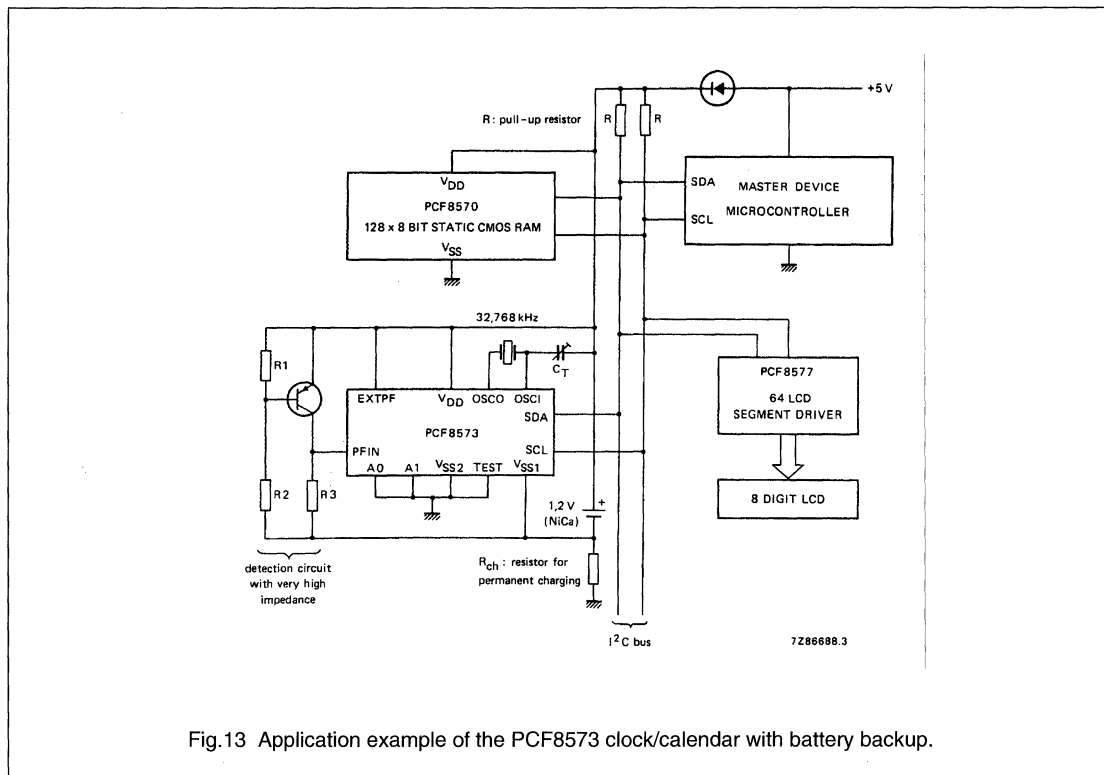 +5 V
R: pull-up resistor
R
R
VDD
PCF8570
128 x 8 BIT STATIC CMOS RAM
VSS
SDA
SCL
MASTER DEVICE
MICROCONTROLLER
32,768 kHz
CT
R1
EXTPF
VDD
OSCO
OSCI
SDA
PCF8573
SCL
PFIN
A0
A1
VSS2
TEST
VSS1
R2
R3
PCF8577
64 LCD
SEGMENT DRIVER
8 DIGIT LCD
1,2 V
(NiCa)
+
detection circuit
with very high
impedance
Rch : resistor for
permanent charging
I2C bus
7Z86688.3
Fig.13 Application example of the PCF8573 clock/calendar with battery backup.